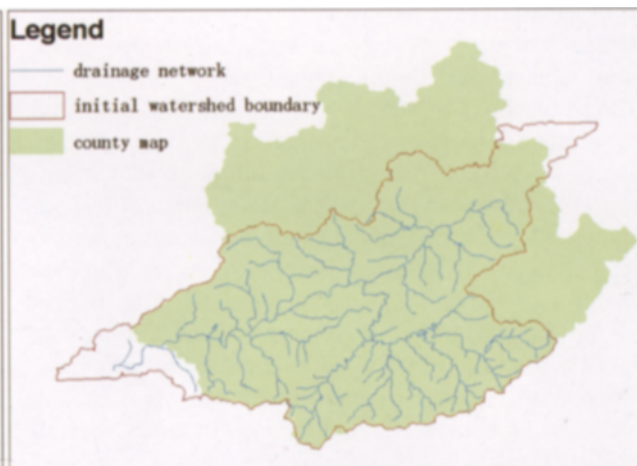 Legend
drainage network
initial watershed boundary
county map